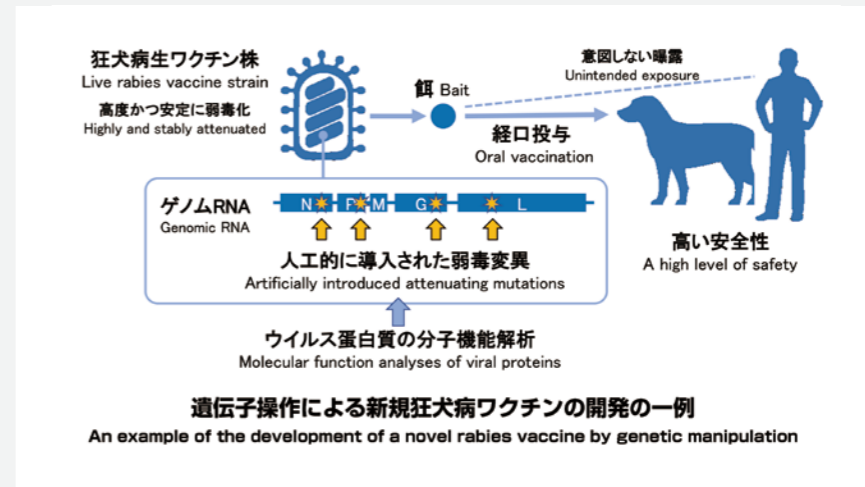 狂犬病生ワクチン株
Live rabies vaccine strain
高度かつ安定に弱毒化
Highly and stably attenuated
餌 Bait
意図しない曝露
Unintended exposure
経口投与
Oral vaccination
高い安全性
A high level of safety
ゲノムRNA
Genomic RNA
N P M G L
人工的に導入された弱毒変異
Artificially introduced attenuating mutations
ウイルス蛋白質の分子機能解析
Molecular function analyses of viral proteins
遺伝子操作による新規狂犬病ワクチンの開発の一例
An example of the development of a novel rabies vaccine by genetic manipulation